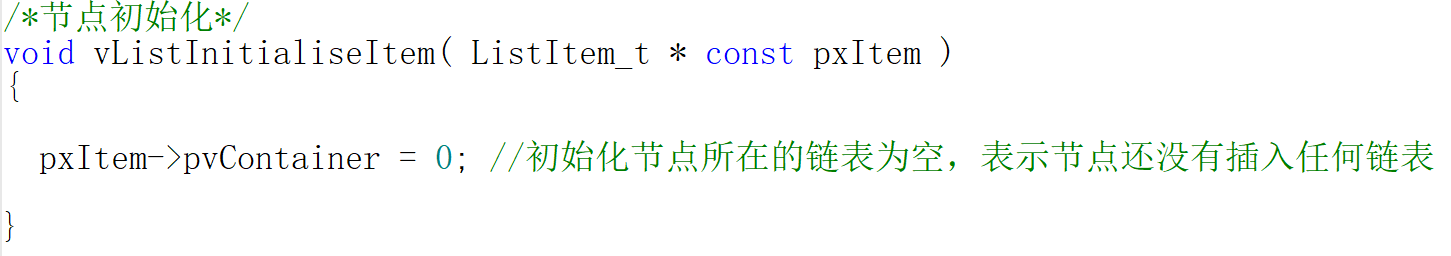 /*节点初始化*/
void vListInitialiseItem( ListItem_t * const pxItem )
{
pxItem->pvContainer = 0; //初始化节点所在的链表为空，表示节点还没有插入任何链表
}